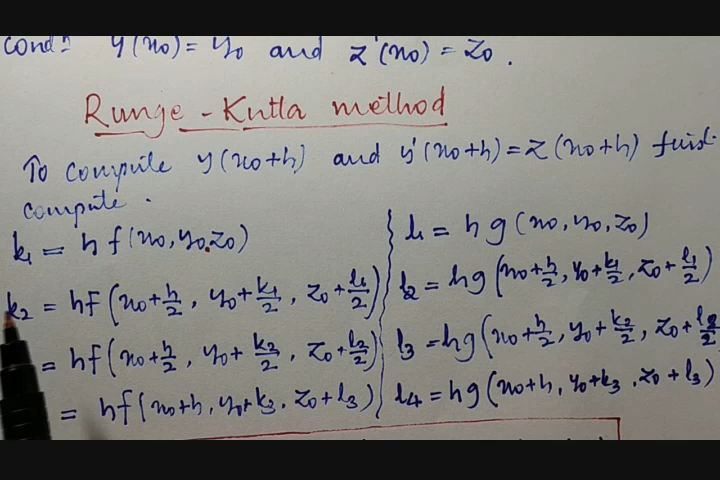 Cond: y(x0) = y0 and z(x0) = z0.
Runge-Kutta method
To compute y(x0+h) and y'(x0+h) = z(x0+h) first
compute.
k1 = h f(x0, y0, z0)
k2 = hf(x0+h/2, y0+k1/2, z0+l1/2)
= hf(x0+h/2, y0+k2/2, z0+l2/2)
= hf(x0+h, y0+k3, z0+l3)
l1 = h g(x0, y0, z0)
l2 = hg(x0+h/2, y0+k1/2, z0+l1/2)
l3 = hg(x0+h/2, y0+k2/2, z0+l2/2
l4 = hg(x0+h, y0+k3, z0+l3)